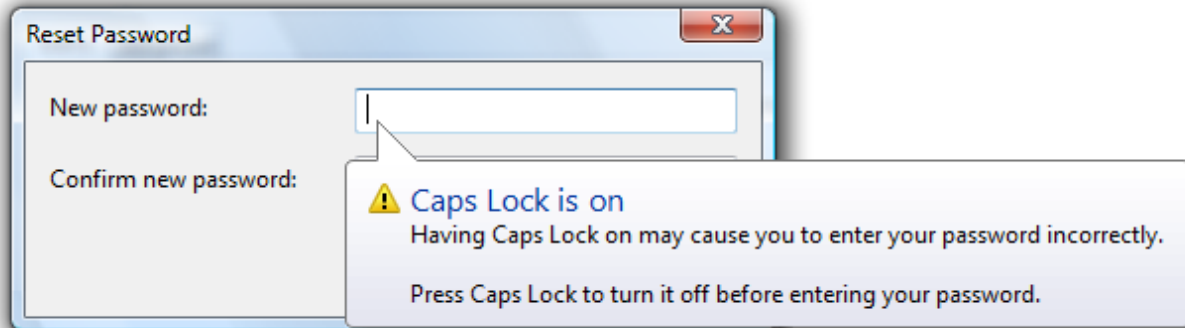 Reset Password
New password:
Confirm new password:
Caps Lock is on
Having Caps Lock on may cause you to enter your password incorrectly.
Press Caps Lock to turn it off before entering your password.